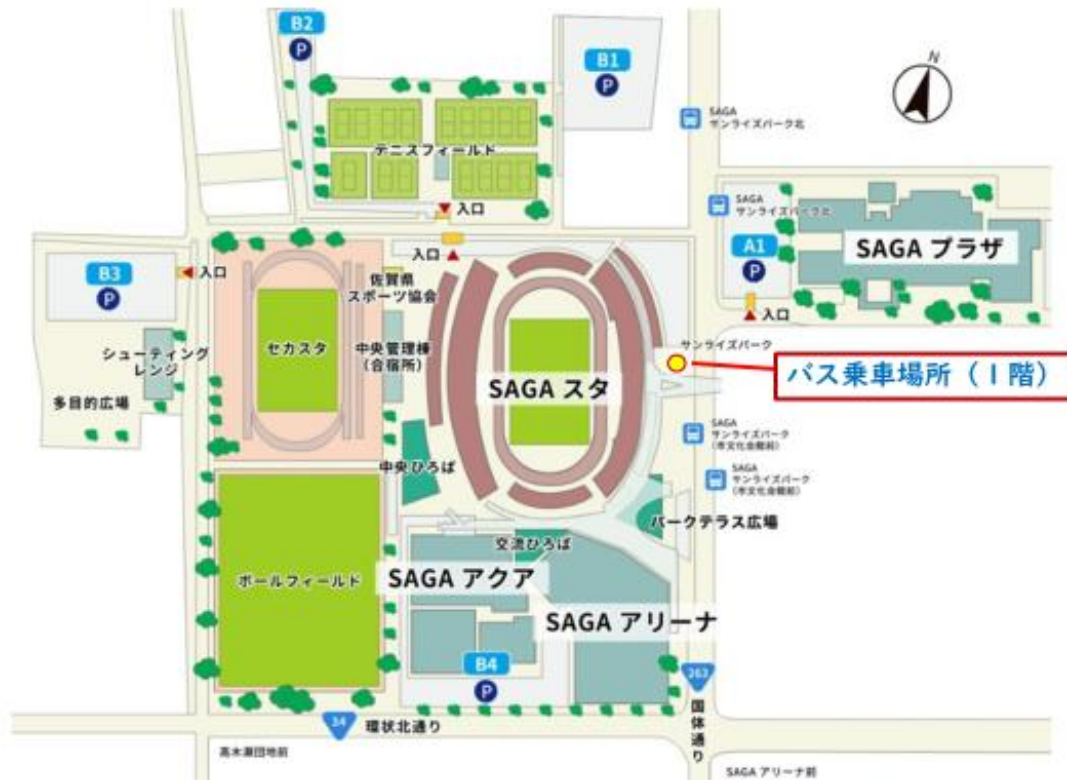 B2
P
B1
P
N
SAGA
サンライズパーク北
テニスフィールド
SAGA
サンライズパーク北
入口
A1
P
SAGA プラザ
B3
P
入口
入口
佐賀県
スポーツ協会
入口
シューティング
レンジ
セカスタ
中央管理棟
(合宿所)
サンライズパーク
バス乗車場所（1階）
SAGA スタ
多目的広場
SAGA
サンライズパーク
(市文化会館前)
中央ひろば
SAGA
サンライズパーク
(市文化会館前)
パークテラス広場
交流ひろば
ボールフィールド
SAGA アクア
SAGA アリーナ
B4
P
263
国体通り
34
環状北通り
高木瀬団地前
SAGA アリーナ前